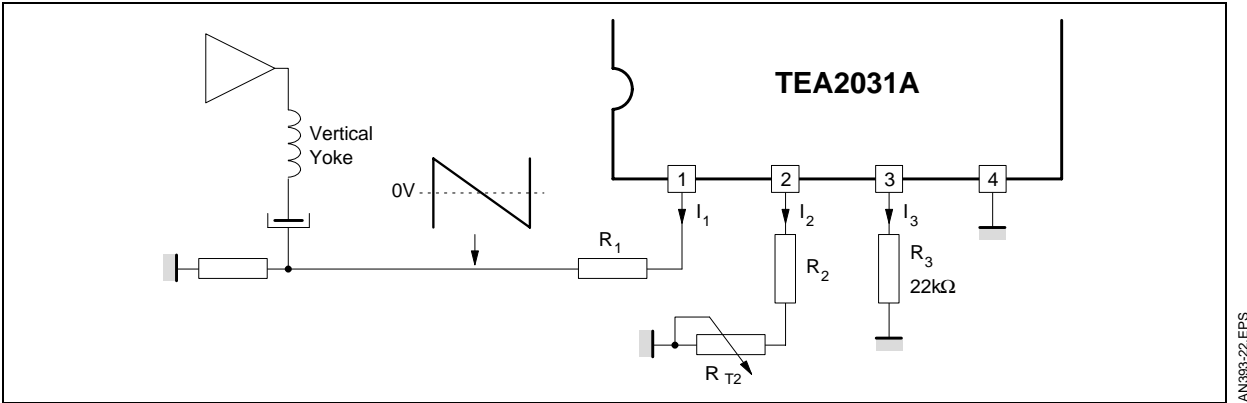 TEA2031A
Vertical
Yoke
0V
1
2
3
4
I1
I2
I3
R1
R2
R3
22kΩ
RT2
AN393-22.EPS